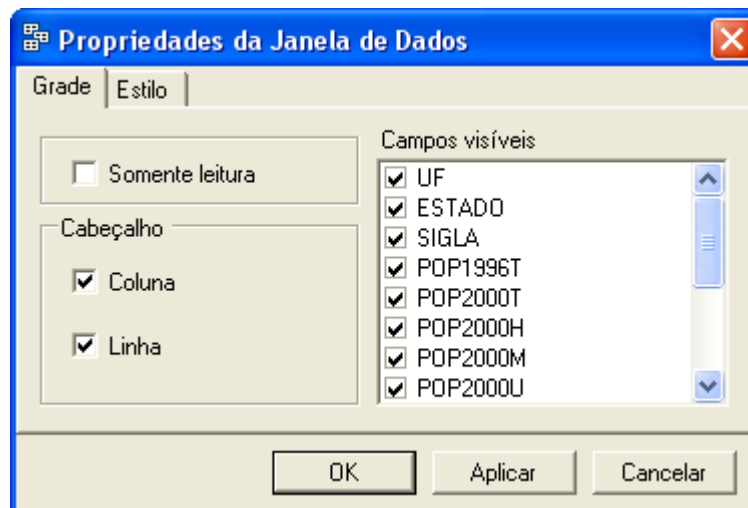 Propriedades da Janela de Dados
Grade
Estilo
Somente leitura
Cabeçalho
Coluna
Linha
Campos visíveis
UF
ESTADO
SIGLA
POP1996T
POP2000T
POP2000H
POP2000M
POP2000U
OK
Aplicar
Cancelar